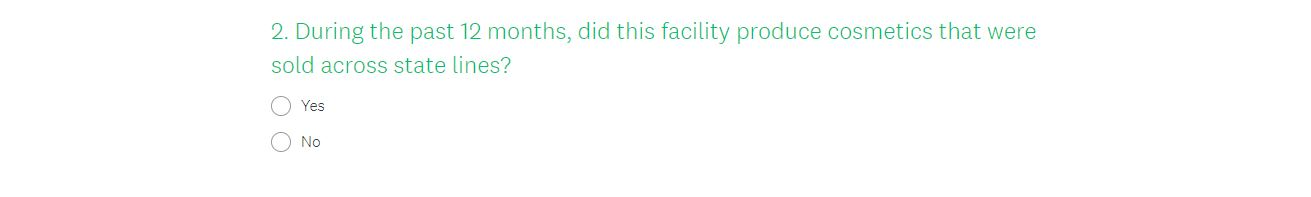 2. During the past 12 months, did this facility produce cosmetics that were
sold across state lines?
Yes
No